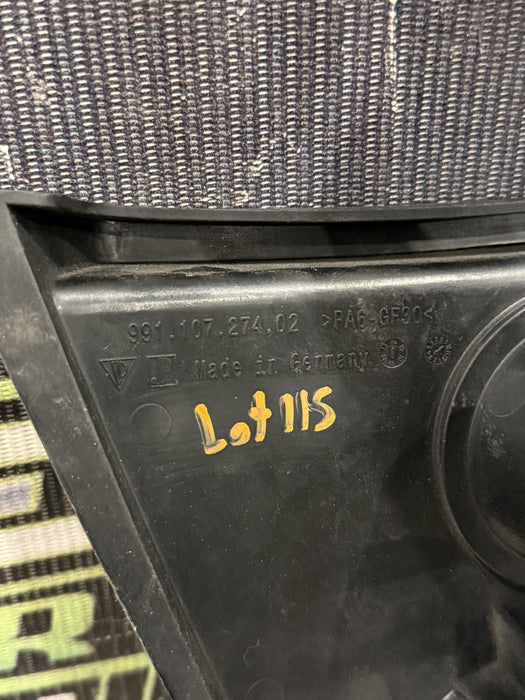 991.107.274.02 >PA6-GF30<
Made in Germany
Lot 115
R